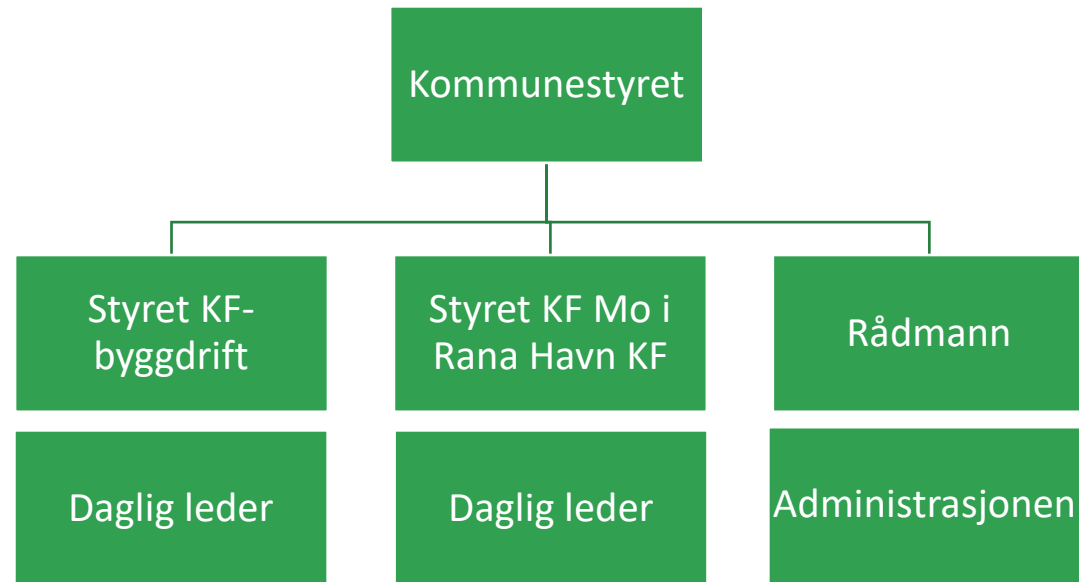 Kommunestyret
Styret KF-
byggdrift
Styret KF Mo i
Rana Havn KF
Rådmann
Daglig leder
Daglig leder
Administrasjonen